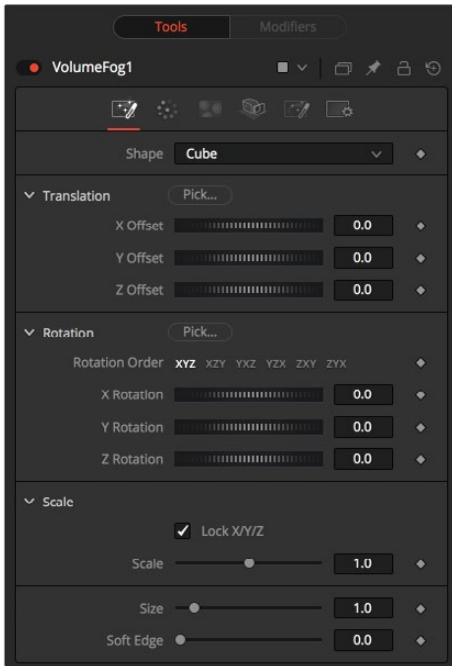 Tools Modifiers
VolumeFog1
Shape Cube
Translation Pick...
X Offset 0.0
Y Offset 0.0
Z Offset 0.0
Rotation Pick...
Rotation Order XYZ XZY YXZ YZX ZXY ZYX
X Rotation 0.0
Y Rotation 0.0
Z Rotation 0.0
Scale
Lock X/Y/Z
Scale 1.0
Size 1.0
Soft Edge 0.0